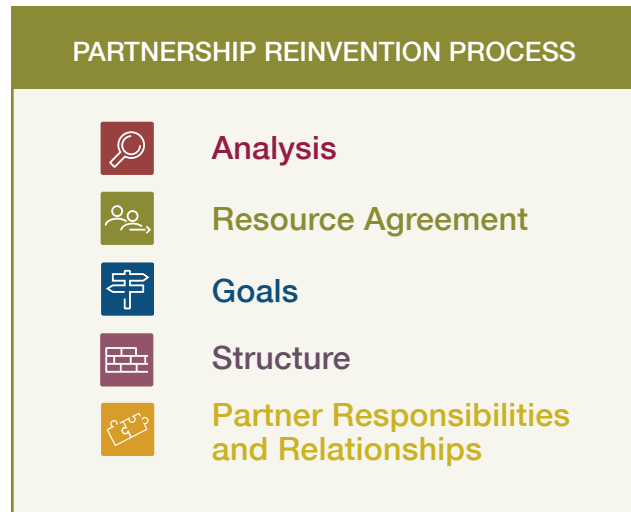 PARTNERSHIP REINVENTION PROCESS
Analysis
Resource Agreement
Goals
Structure
Partner Responsibilities
and Relationships